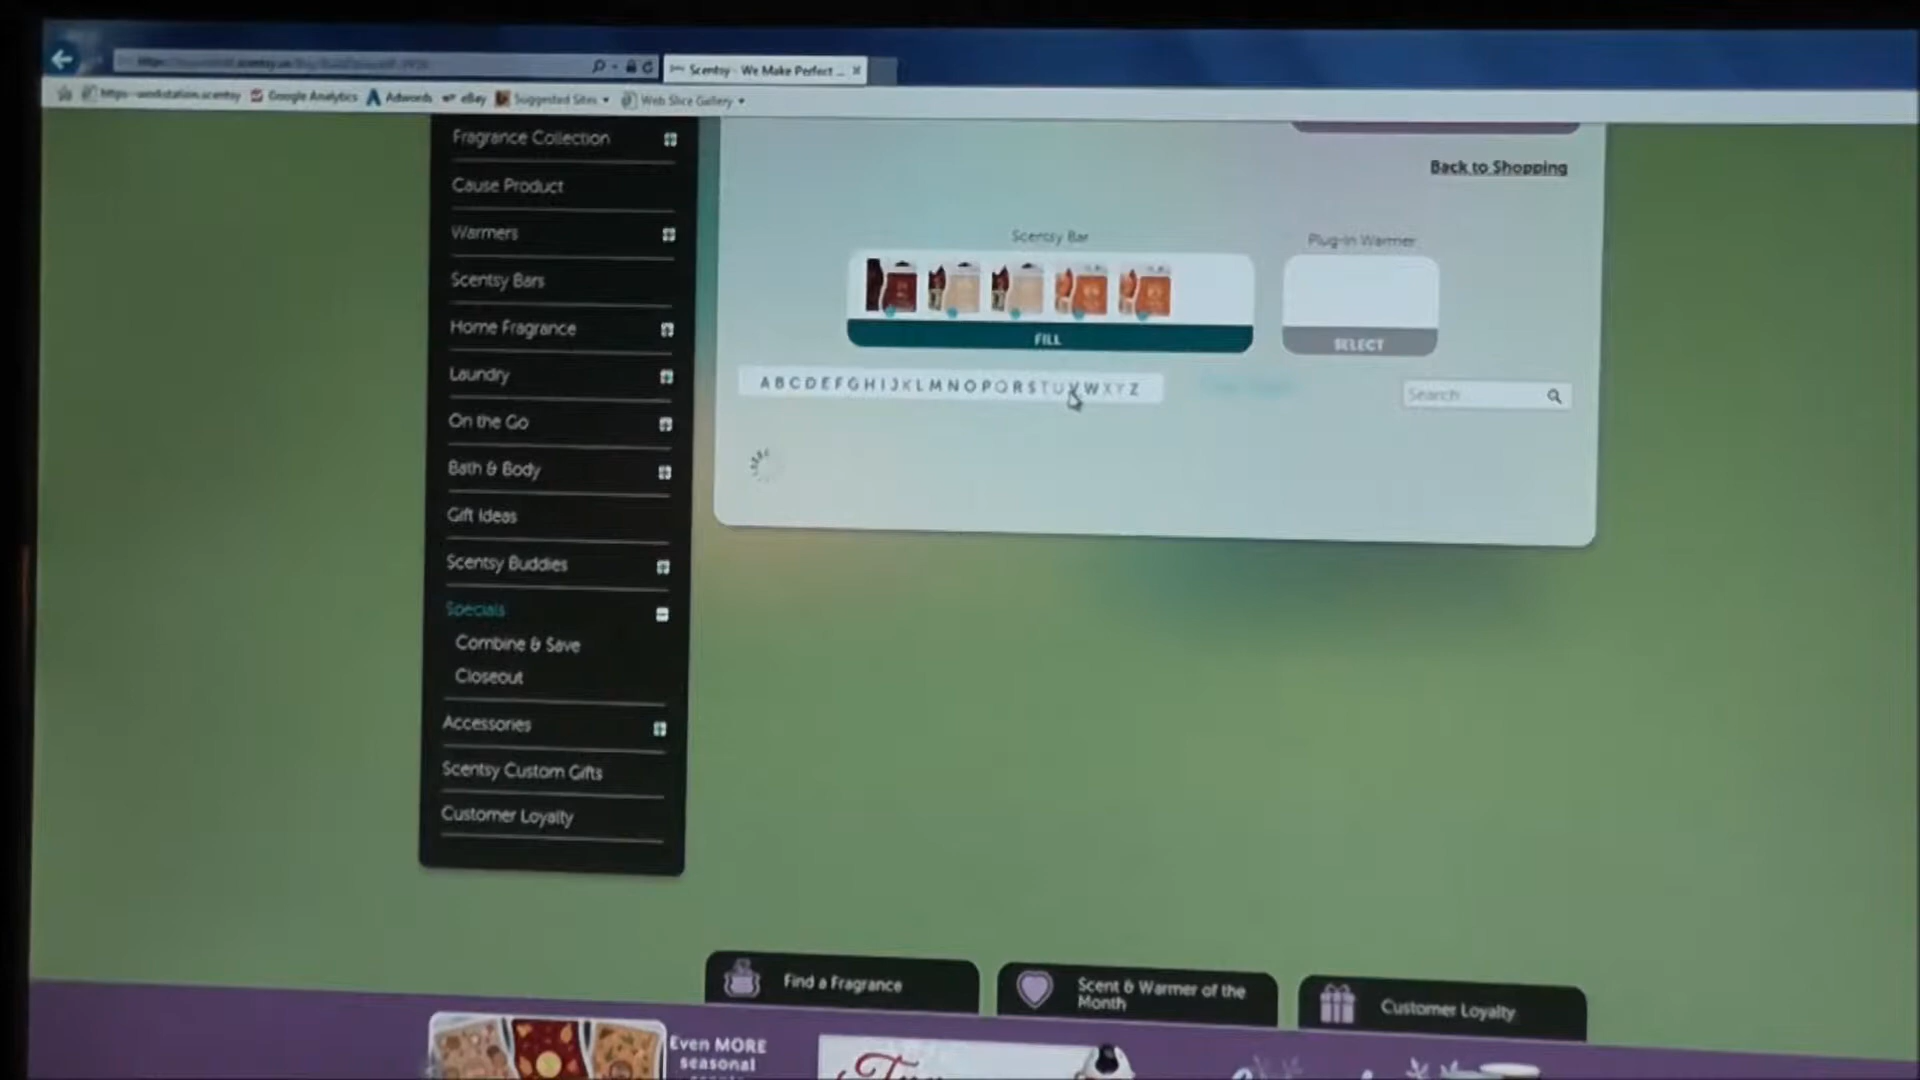 Scentsy - We Make Perfect ...
https--workstation.scentsy
Google Analytics
Adwords
eBay
Suggested Sites
Web Slice Gallery
Fragrance Collection
Cause Product
Warmers
Scentsy Bars
Home Fragrance
Laundry
On the Go
Bath & Body
Gift Ideas
Scentsy Buddies
Specials
Combine & Save
Closeout
Accessories
Scentsy Custom Gifts
Customer Loyalty
Back to Shopping
Scentsy Bar
Plug-In Warmer
FILL
SELECT
A B C D E F G H I J K L M N O P Q R S T U V W X Y Z
Search
Find a Fragrance
Scent & Warmer of the
Month
Customer Loyalty
Even MORE
seasonal